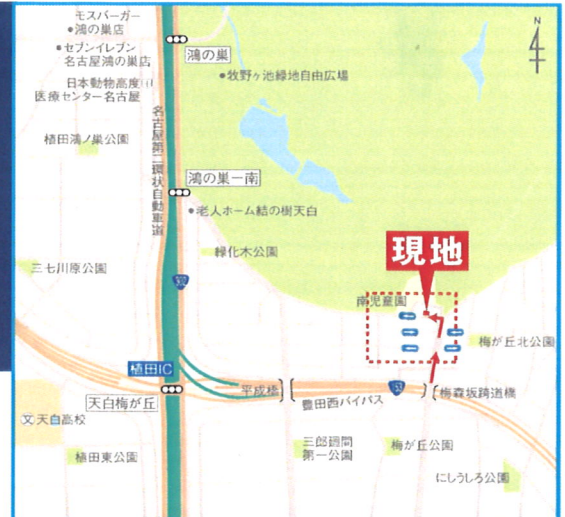 モスバーガー
鴻の巣店
セブンイレブン
名古屋鴻の巣店
日本動物高度
医療センター名古屋
植田鴻ノ巣公園
鴻の巣
牧野ヶ池緑地自由広場
N
名古屋第二環状自動車道
鴻の巣一南
老人ホーム結の樹天白
緑化木公園
三七川原公園
302
現地
南児童園
梅が丘北公園
植田IC
天白梅が丘
平成橋
豊田西バイパス
153
梅森坂跨道橋
文
天白高校
植田東公園
三郎廻間
第一公園
梅が丘公園
にしうしろ公園